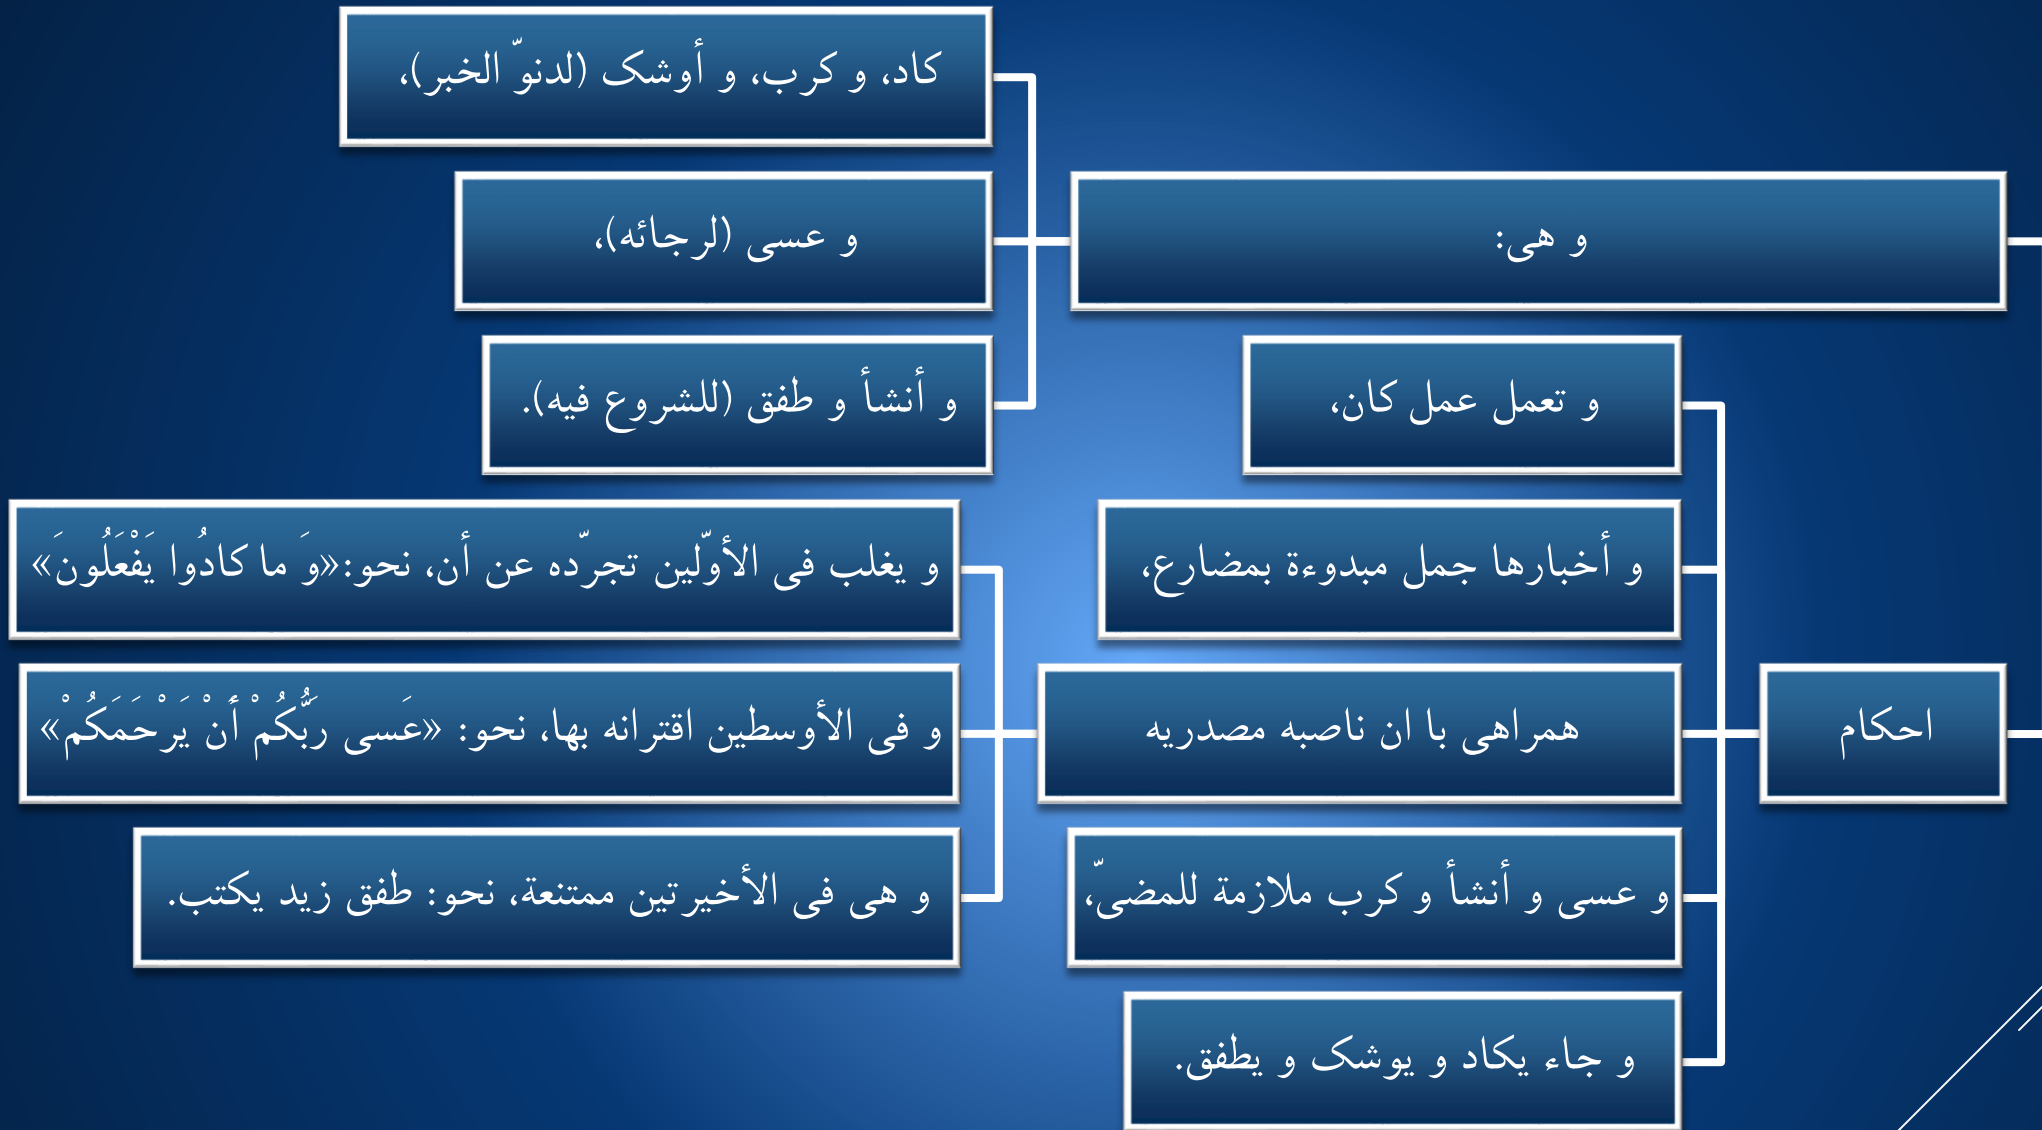 و هی:
کاد، و کرب، و أوشک (لدنوّ الخبر)،
و عسی (لرجائه)،
و أنشأ و طفق (للشروع فیه).
احکام
و تعمل عمل کان،
و أخبارها جمل مبدوءة بمضارع،
همراهی با ان ناصبه مصدریه
و یغلب فی الأوّلین تجرّده عن أن، نحو:«وَ ما کادُوا یَفْعَلُونَ»
و فی الأوسطین اقترانه بها، نحو: «عَسی رَبُّکُمْ أَنْ یَرْحَمَکُمْ»
و هی فی الأخیرتین ممتنعة، نحو: طفق زید یکتب.
و عسی و أنشأ و کرب ملازمة للمضیّ،
و جاء یکاد و یوشک و یطفق.